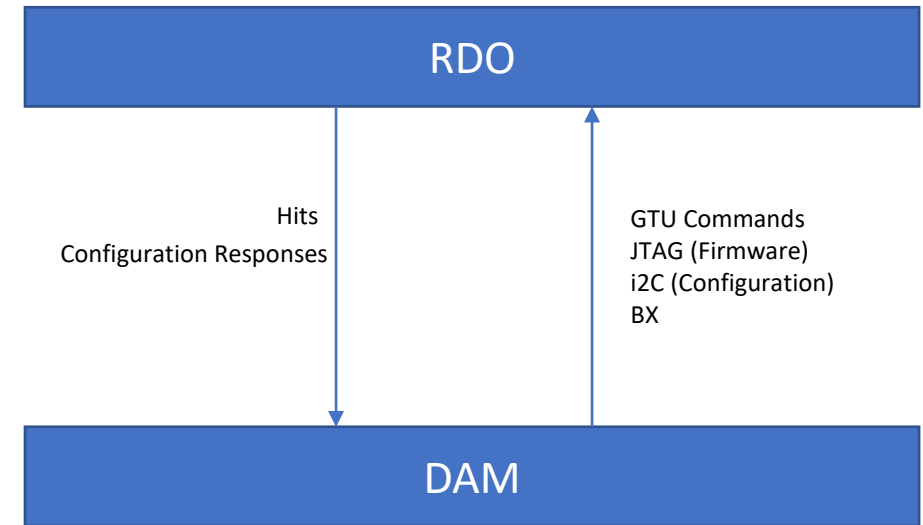 RDO
Hits
Configuration Responses
GTU Commands
JTAG (Firmware)
i2C (Configuration)
BX
DAM